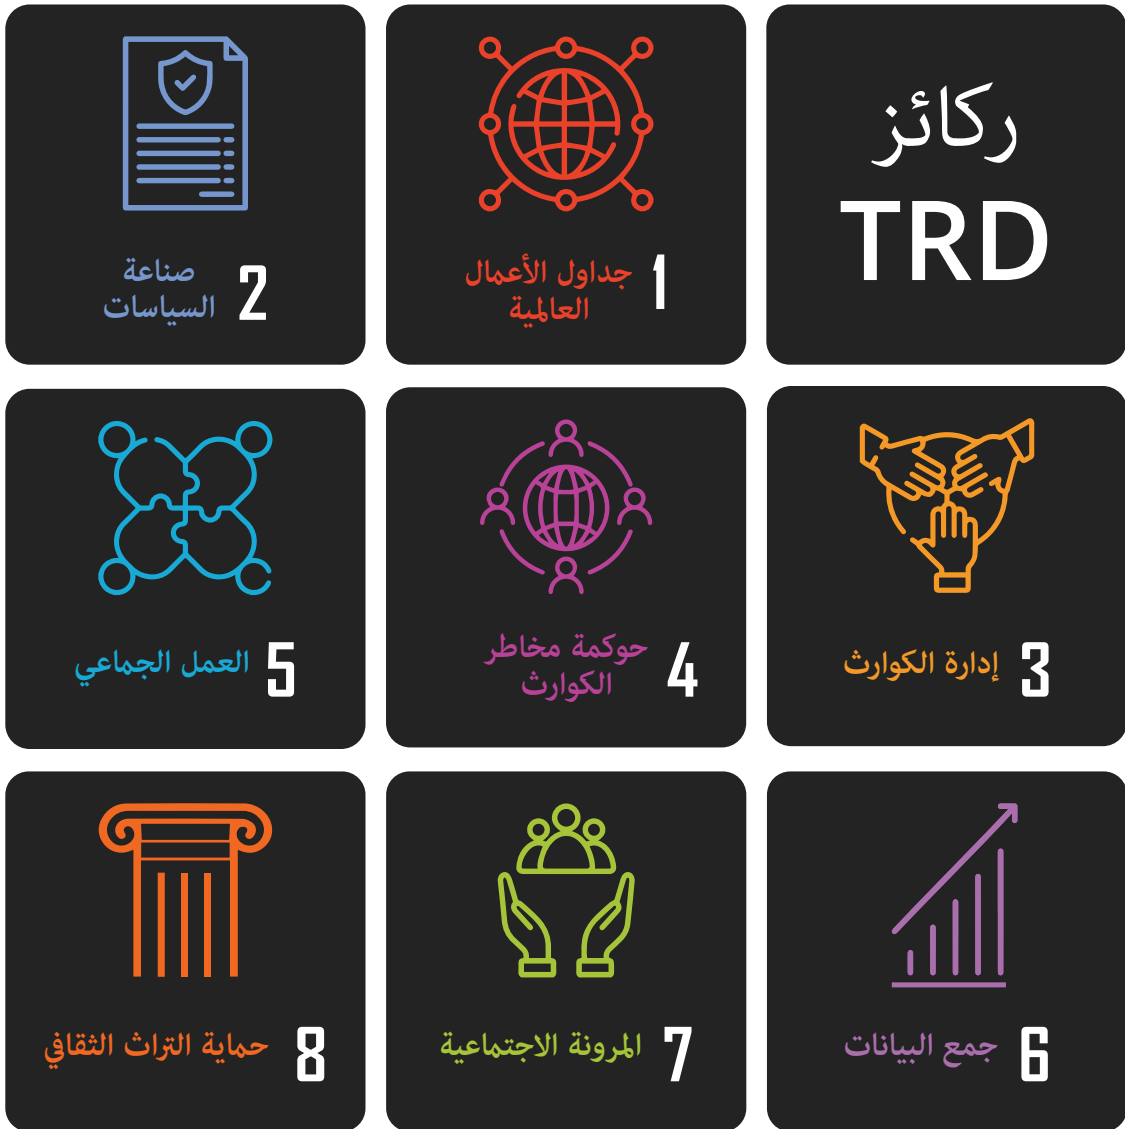 ركائز
TRD
1
جداول الأعمال
العالمية
2
صناعة
السياسات
3 إدارة الكوارث
4
حوكمة مخاطر
الكوارث
5 العمل الجماعي
6 جمع البيانات
7 المرونة الاجتماعية
8 حماية التراث الثقافي